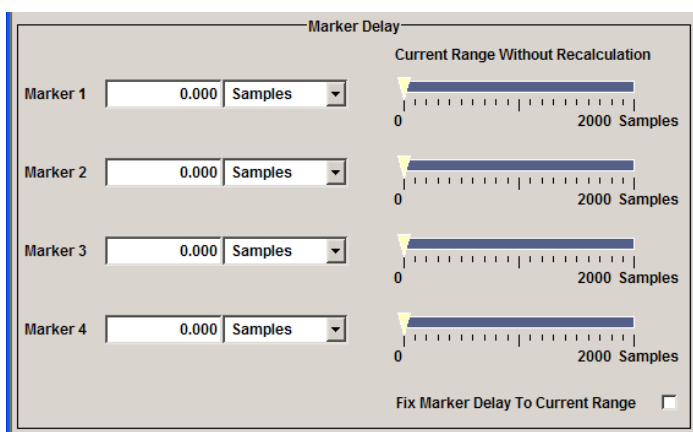 Marker Delay
Current Range Without Recalculation
Marker 1 0.000 Samples
0 2000 Samples
Marker 2 0.000 Samples
0 2000 Samples
Marker 3 0.000 Samples
0 2000 Samples
Marker 4 0.000 Samples
0 2000 Samples
Fix Marker Delay To Current Range